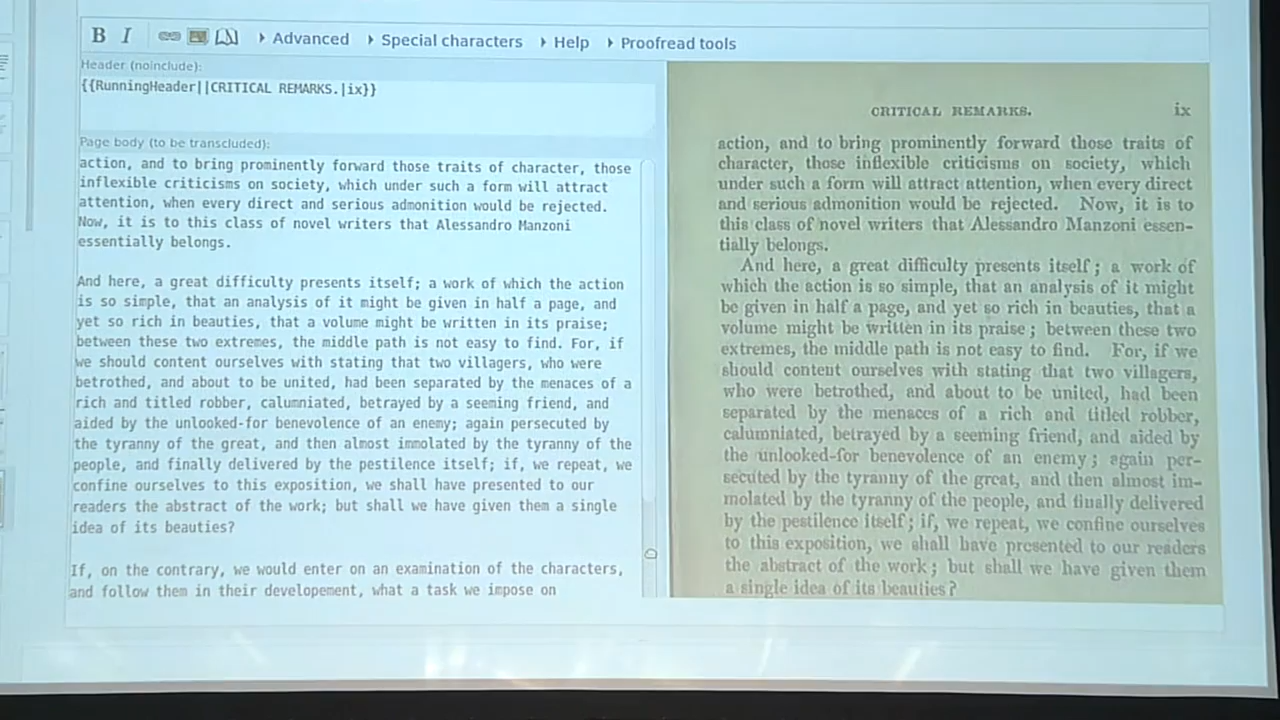 B I Advanced Special characters Help Proofread tools
Header (noinclude):
{{RunningHeader||CRITICAL REMARKS.|ix}}
Page body (to be transcluded):
action, and to bring prominently forward those traits of character, those
inflexible criticisms on society, which under such a form will attract
attention, when every direct and serious admonition would be rejected.
Now, it is to this class of novel writers that Alessandro Manzoni
essentially belongs.
And here, a great difficulty presents itself; a work of which the action
is so simple, that an analysis of it might be given in half a page, and
yet so rich in beauties, that a volume might be written in its praise;
between these two extremes, the middle path is not easy to find. For, if
we should content ourselves with stating that two villagers, who were
betrothed, and about to be united, had been separated by the menaces of a
rich and titled robber, calumniated, betrayed by a seeming friend, and
aided by the unlooked-for benevolence of an enemy; again persecuted by
the tyranny of the great, and then almost immolated by the tyranny of the
people, and finally delivered by the pestilence itself; if, we repeat, we
confine ourselves to this exposition, we shall have presented to our
readers the abstract of the work; but shall we have given them a single
idea of its beauties?
If, on the contrary, we would enter on an examination of the characters,
and follow them in their developement, what a task we impose on
CRITICAL REMARKS. ix
action, and to bring prominently forward those traits of
character, those inflexible criticisms on society, which
under such a form will attract attention, when every direct
and serious admonition would be rejected. Now, it is to
this class of novel writers that Alessandro Manzoni essen-
tially belongs.
And here, a great difficulty presents itself; a work of
which the action is so simple, that an analysis of it might
be given in half a page, and yet so rich in beauties, that a
volume might be written in its praise; between these two
extremes, the middle path is not easy to find. For, if we
should content ourselves with stating that two villagers,
who were betrothed, and about to be united, had been
separated by the menaces of a rich and titled robber,
calumniated, betrayed by a seeming friend, and aided by
the unlooked-for benevolence of an enemy; again per-
secuted by the tyranny of the great, and then almost im-
molated by the tyranny of the people, and finally delivered
by the pestilence itself; if, we repeat, we confine ourselves
to this exposition, we shall have presented to our readers
the abstract of the work; but shall we have given them
a single idea of its beauties?